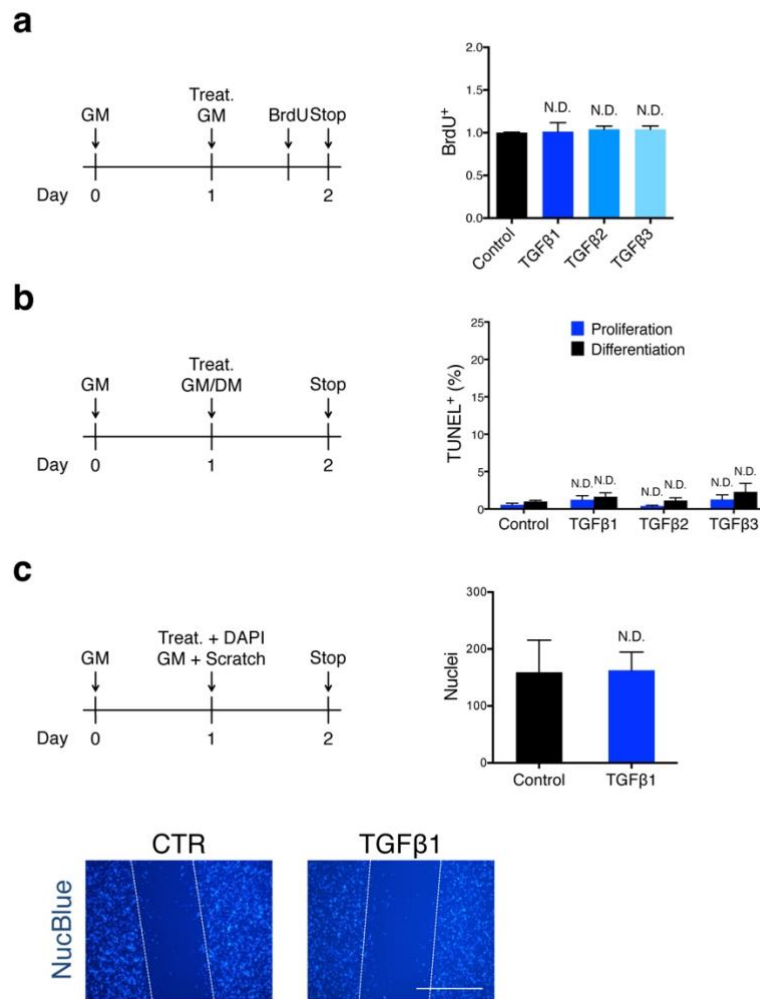 a
Treat.
GM GM BrdU Stop
Day 0 1 2
BrdU+
2.0
1.5
1.0
0.5
0.0
N.D. N.D. N.D.
Control TGFβ1 TGFβ2 TGFβ3
b
Treat.
GM GM/DM Stop
Day 0 1 2
TUNEL+ (%)
25
20
15
10
5
0
Proliferation
Differentiation
N.D. N.D. N.D. N.D. N.D. N.D.
Control TGFβ1 TGFβ2 TGFβ3
c
Treat. + DAPI
GM GM + Scratch Stop
Day 0 1 2
Nuclei
300
200
100
0
N.D.
Control TGFβ1
CTR TGFβ1
NucBlue